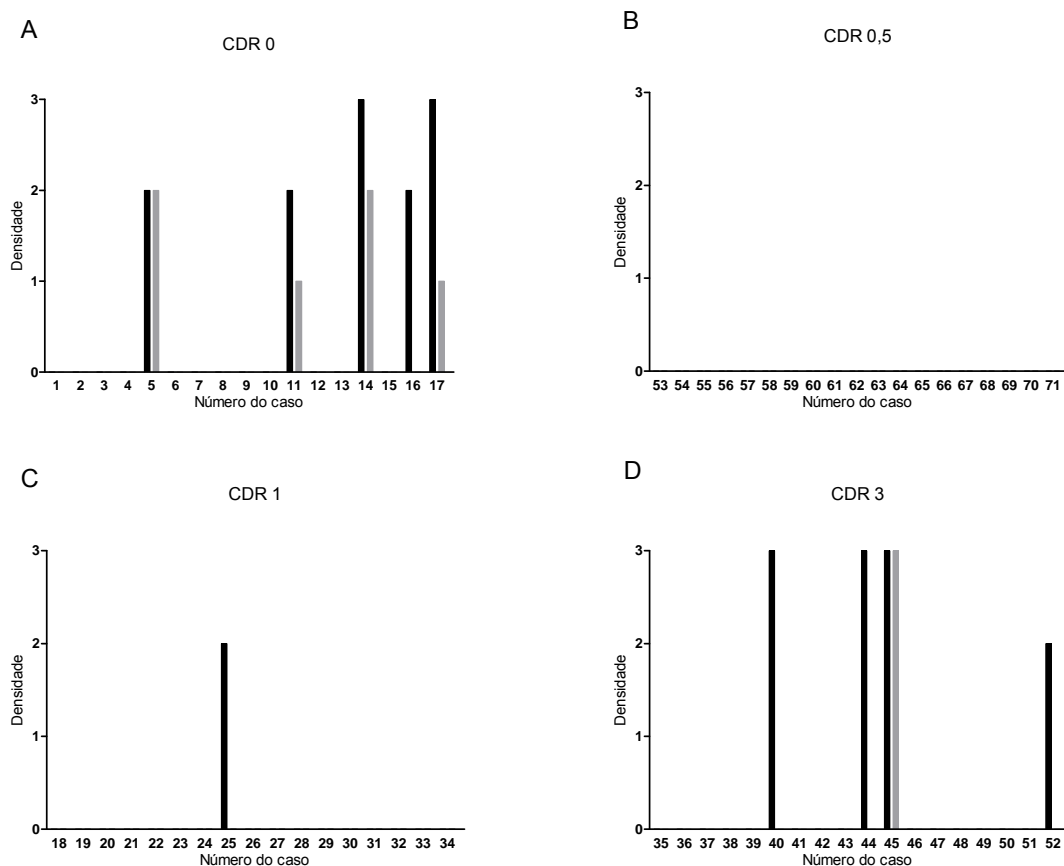 A
CDR 0
3
2
1
0
Densidade
1 2 3 4 5 6 7 8 9 10 11 12 13 14 15 16 17
Número do caso
B
CDR 0,5
3
2
1
0
Densidade
53 54 55 56 57 58 59 60 61 62 63 64 65 66 67 68 69 70 71
Número do caso
C
CDR 1
3
2
1
0
Densidade
18 19 20 21 22 23 24 25 26 27 28 29 30 31 32 33 34
Número do caso
D
CDR 3
3
2
1
0
Densidade
35 36 37 38 39 40 41 42 43 44 45 46 47 48 49 50 51 52
Número do caso